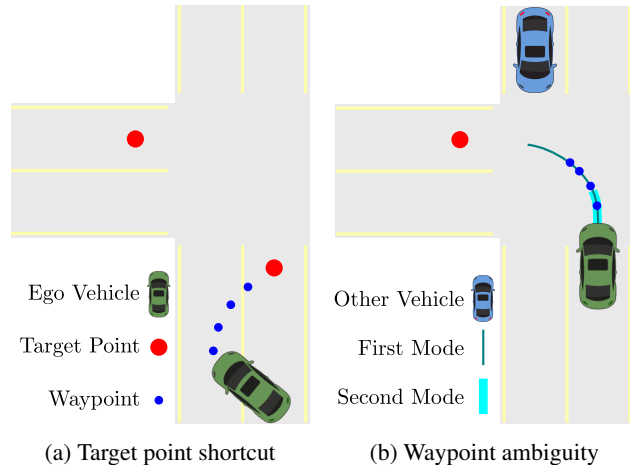 Ego Vehicle
Target Point
Waypoint
(a) Target point shortcut
Other Vehicle
First Mode
Second Mode
(b) Waypoint ambiguity